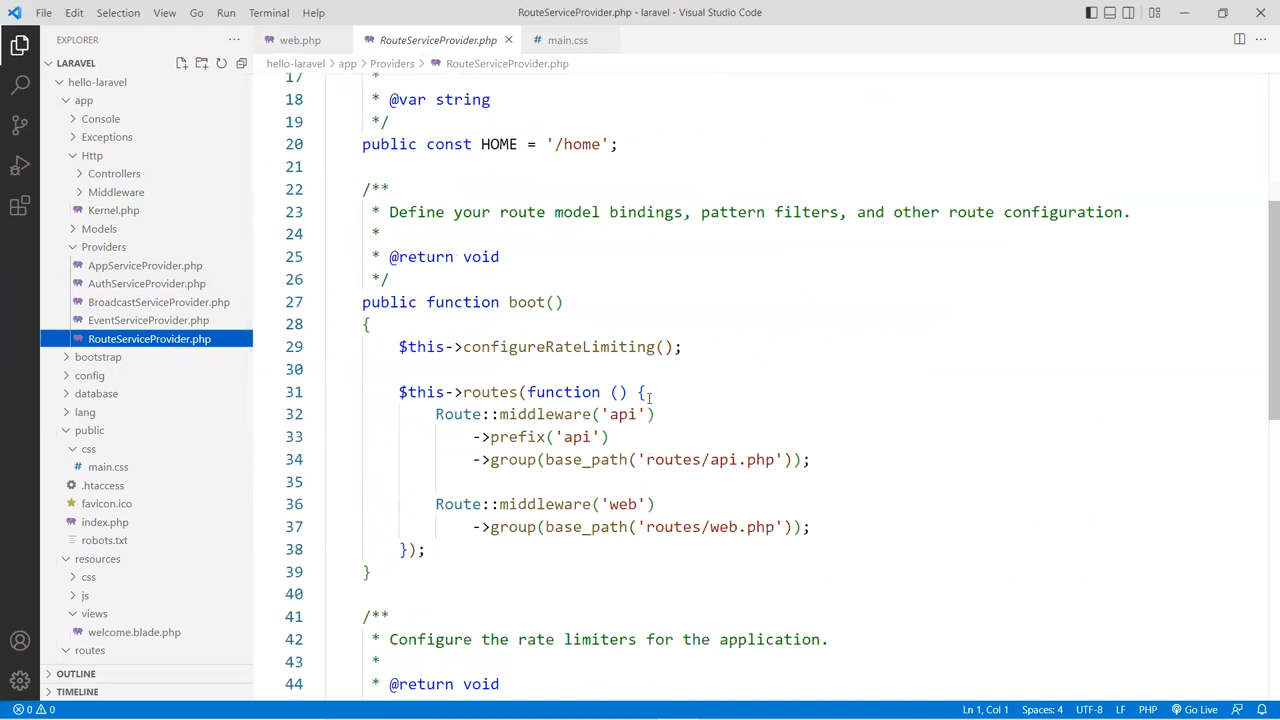 File Edit Selection View Go Run Terminal Help RouteServiceProvider.php - laravel - Visual Studio Code
EXPLORER
LARAVEL
hello-laravel
app
Console
Exceptions
Http
Controllers
Middleware
Kernel.php
Models
Providers
AppServiceProvider.php
AuthServiceProvider.php
BroadcastServiceProvider.php
EventServiceProvider.php
RouteServiceProvider.php
bootstrap
config
database
lang
public
css
# main.css
.htaccess
favicon.ico
index.php
robots.txt
resources
css
js
views
welcome.blade.php
routes
OUTLINE
TIMELINE
web.php RouteServiceProvider.php # main.css
hello-laravel > app > Providers > RouteServiceProvider.php
17 *
18 * @var string
19 */
20 public const HOME = '/home';
21
22 /**
23 * Define your route model bindings, pattern filters, and other route configuration.
24 *
25 * @return void
26 */
27 public function boot()
28 {
29 $this->configureRateLimiting();
30
31 $this->routes(function () {
32 Route::middleware('api')
33 ->prefix('api')
34 ->group(base_path('routes/api.php'));
35
36 Route::middleware('web')
37 ->group(base_path('routes/web.php'));
38 });
39 }
40
41 /**
42 * Configure the rate limiters for the application.
43 *
44 * @return void
0 0 Ln 1, Col 1 Spaces: 4 UTF-8 LF PHP Go Live